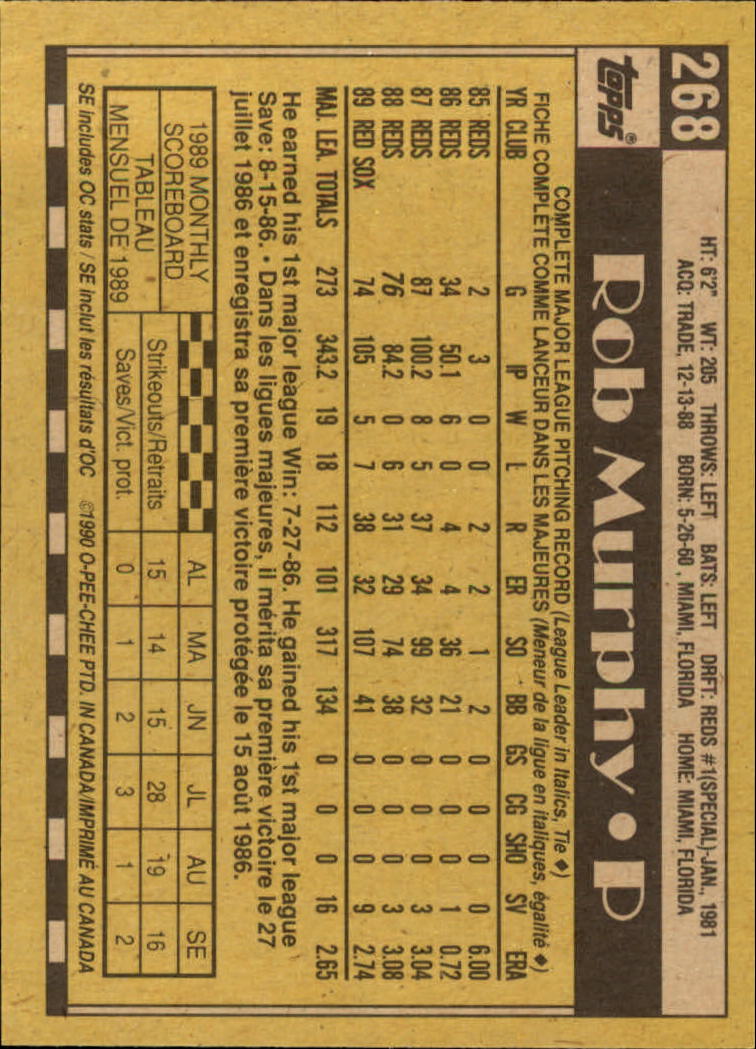 268
topps®
HT: 6'2" WT: 205 THROWS: LEFT BATS: LEFT DRFT: REDS #1(SPECIAL)-JAN., 1981
ACQ: TRADE, 12-13-88 BORN: 5-26-60, MIAMI, FLORIDA HOME: MIAMI, FLORIDA
Rob Murphy • P
COMPLETE MAJOR LEAGUE PITCHING RECORD (League Leader in Italics, Tie ◆)
FICHE COMPLÈTE COMME LANCEUR DANS LES MAJEURES (Meneur de la ligue en italiques, égalité ◆)
YR CLUB G IP W L R ER SO BB GS CG SHO SV ERA
85 REDS 2 3 0 0 2 2 1 2 0 0 0 0 6.00
86 REDS 34 50.1 6 0 4 4 36 21 0 0 0 1 0.72
87 REDS 87 100.2 8 5 37 34 99 32 0 0 0 3 3.04
88 REDS 76 84.2 0 6 31 29 74 38 0 0 0 3 3.08
89 RED SOX 74 105 5 7 38 32 107 41 0 0 0 9 2.74
MAJ. LEA. TOTALS 273 343.2 19 18 112 101 317 134 0 0 0 16 2.65
He earned his 1st major league Win: 7-27-86. He gained his 1st major league
Save: 8-15-86. • Dans les ligues majeures, il mérita sa première victoire le 27
juillet 1986 et enregistra sa première victoire protégée le 15 août 1986.
1989 MONTHLY
SCOREBOARD
TABLEAU
MENSUEL DE 1989
AL MA JN JL AU SE
Strikeouts/Retraits 15 14 15 28 19 16
Saves/Vict. prot. 0 1 2 3 1 2
SE includes OC stats / SE inclut les résultats d'OC ©1990 O-PEE-CHEE PTD. IN CANADA/IMPRIMÉ AU CANADA